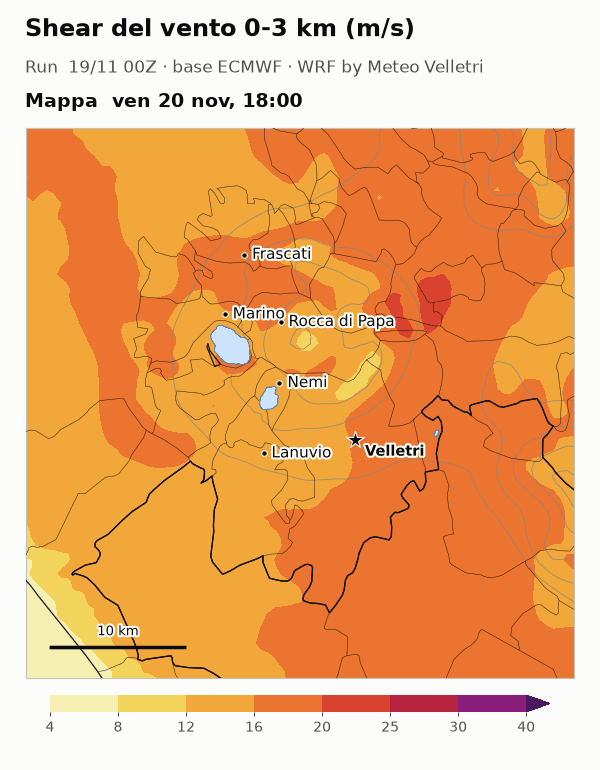 Shear del vento 0-3 km (m/s)
Run  19/11 00Z · base ECMWF · WRF by Meteo Velletri
Mappa  ven 20 nov, 18:00
Frascati
Marino
Rocca di Papa
Nemi
Velletri
Lanuvio
10 km
4 8 12 16 20 25 30 40